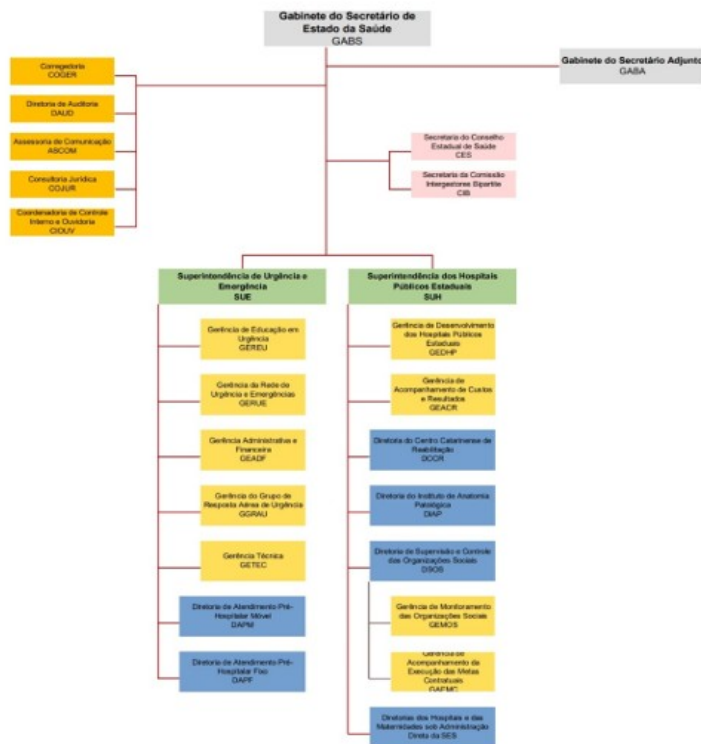 Gabinete do Secretário de
Estado da Saúde
GABS
Gabinete do Secretário Adjunto
GABA
Corregedoria
COGER
Diretoria de Auditoria
DAUD
Assessoria de Comunicação
ASCOM
Consultoria Jurídica
COJUR
Coordenadoria de Controle
Interno e Ouvidoria
CIOUV
Secretaria do Conselho
Estadual de Saúde
CES
Secretaria da Comissão
Intergestores Bipartite
CIB
Superintendência de Urgência e
Emergência
SUE
Gerência de Educação em
Urgência
GEREU
Gerência da Rede de
Urgência e Emergências
GERUE
Gerência Administrativa e
Financeira
GEADF
Gerência do Grupo de
Resposta Aérea de Urgência
GGRAU
Gerência Técnica
GETEC
Diretoria de Atendimento Pré-
Hospitalar Móvel
DAPM
Diretoria de Atendimento Pré-
Hospitalar Fixo
DAPF
Superintendência dos Hospitais
Públicos Estaduais
SUH
Gerência de Desenvolvimento
dos Hospitais Públicos
Estaduais
GEDHP
Gerência de
Acompanhamento de Custos
e Resultados
GEACR
Diretoria do Centro Catarinense de
Reabilitação
DCCR
Diretoria do Instituto de Anatomia
Patológica
DIAP
Diretoria de Supervisão e Controle
das Organizações Sociais
DSOS
Gerência de Monitoramento
das Organizações Sociais
GEMOS
Gerência de
Acompanhamento da
Execução das Metas
Contratuais
GAEMC
Diretorias dos Hospitais e das
Maternidades sob Administração
Direta da SES